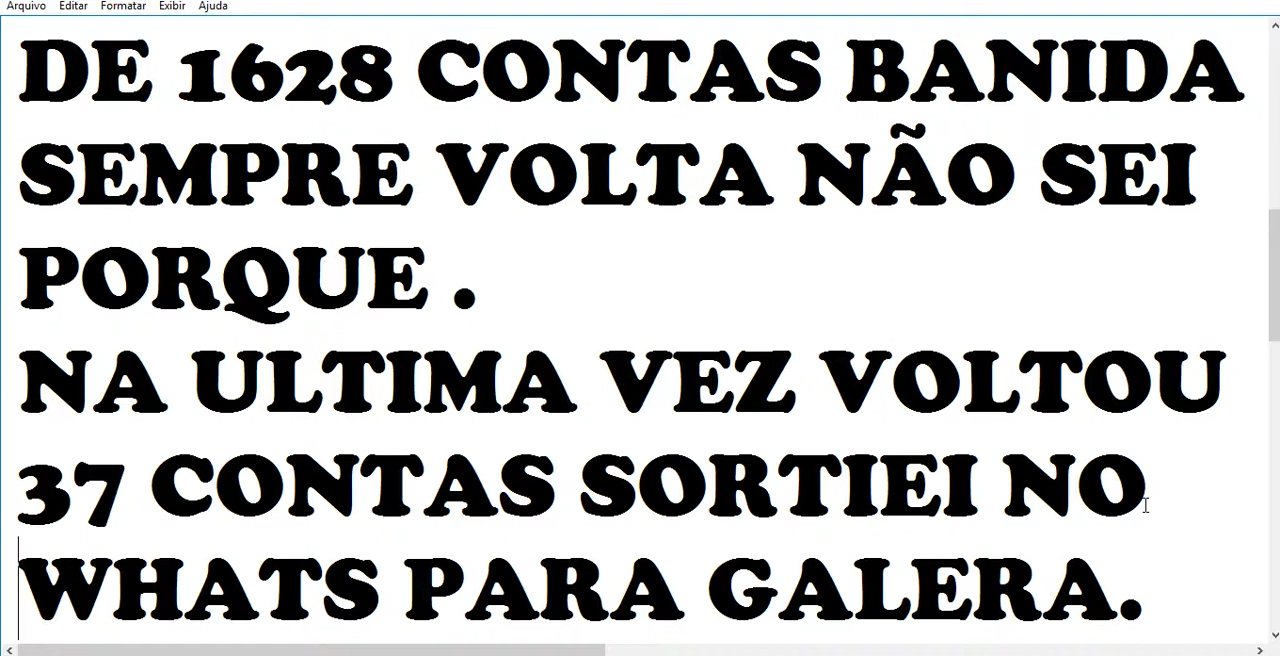 Arquivo Editar Formatar Exibir Ajuda
DE 1628 CONTAS BANIDA
SEMPRE VOLTA NÃO SEI
PORQUE .
NA ULTIMA VEZ VOLTOU
37 CONTAS SORTIEI NO
WHATS PARA GALERA.